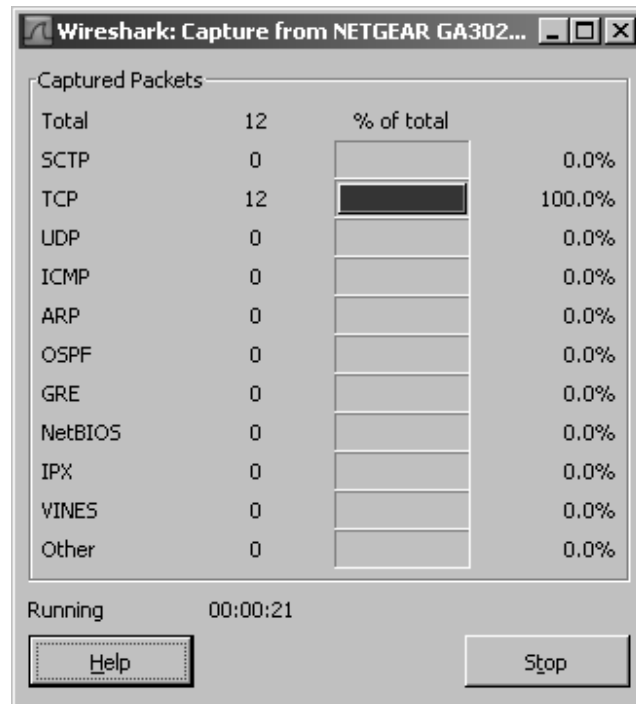 Wireshark: Capture from NETGEAR GA302...
Captured Packets
Total 12 % of total
SCTP 0 0.0%
TCP 12 100.0%
UDP 0 0.0%
ICMP 0 0.0%
ARP 0 0.0%
OSPF 0 0.0%
GRE 0 0.0%
NetBIOS 0 0.0%
IPX 0 0.0%
VINES 0 0.0%
Other 0 0.0%
Running 00:00:21
Help Stop